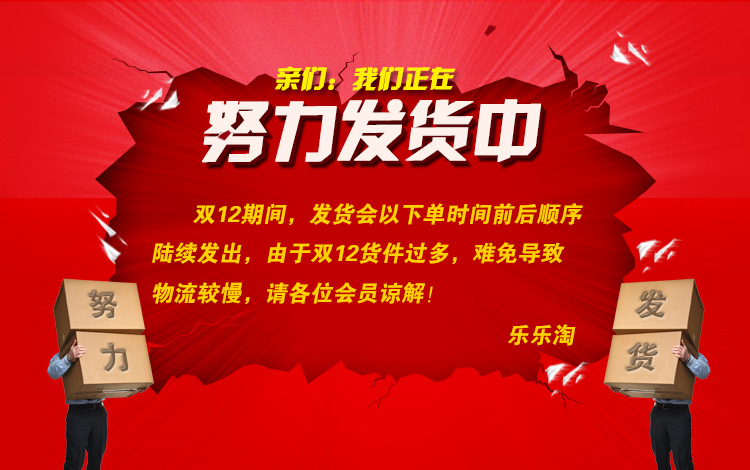 亲们：我们正在
努力发货中
双12期间，发货会以下单时间前后顺序
陆续发出，由于双12货件过多，难免导致
物流较慢，请各位会员谅解！
乐乐淘
努
力
发
货